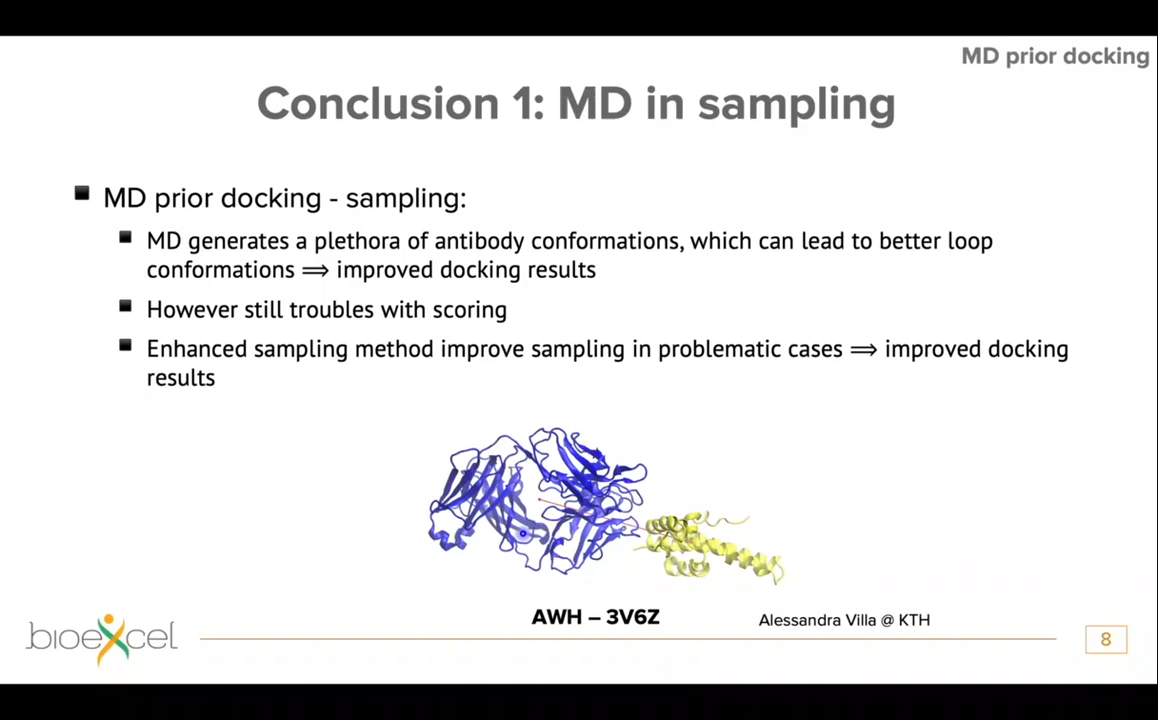 MD prior docking
Conclusion 1: MD in sampling
MD prior docking - sampling:
MD generates a plethora of antibody conformations, which can lead to better loop
conformations ⟹ improved docking results
However still troubles with scoring
Enhanced sampling method improve sampling in problematic cases ⟹ improved docking
results
AWH – 3V6Z
Alessandra Villa @ KTH
bioexcel
8